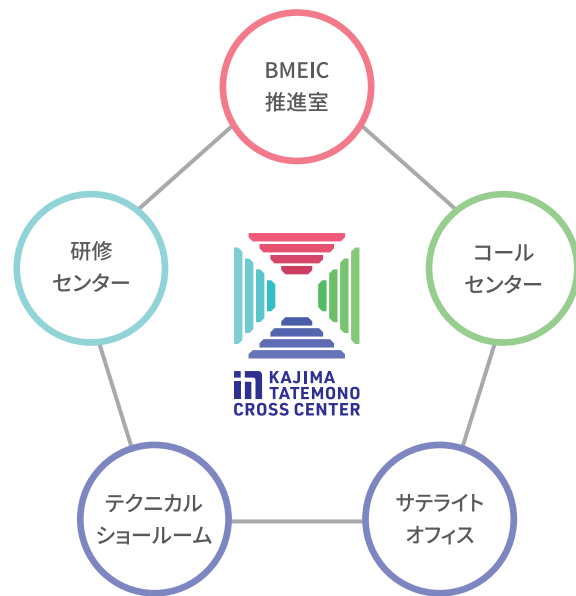 BMEIC
推進室
研修
センター
コール
センター
KAJIMA
TATEMONO
CROSS CENTER
テクニカル
ショールーム
サテライト
オフィス